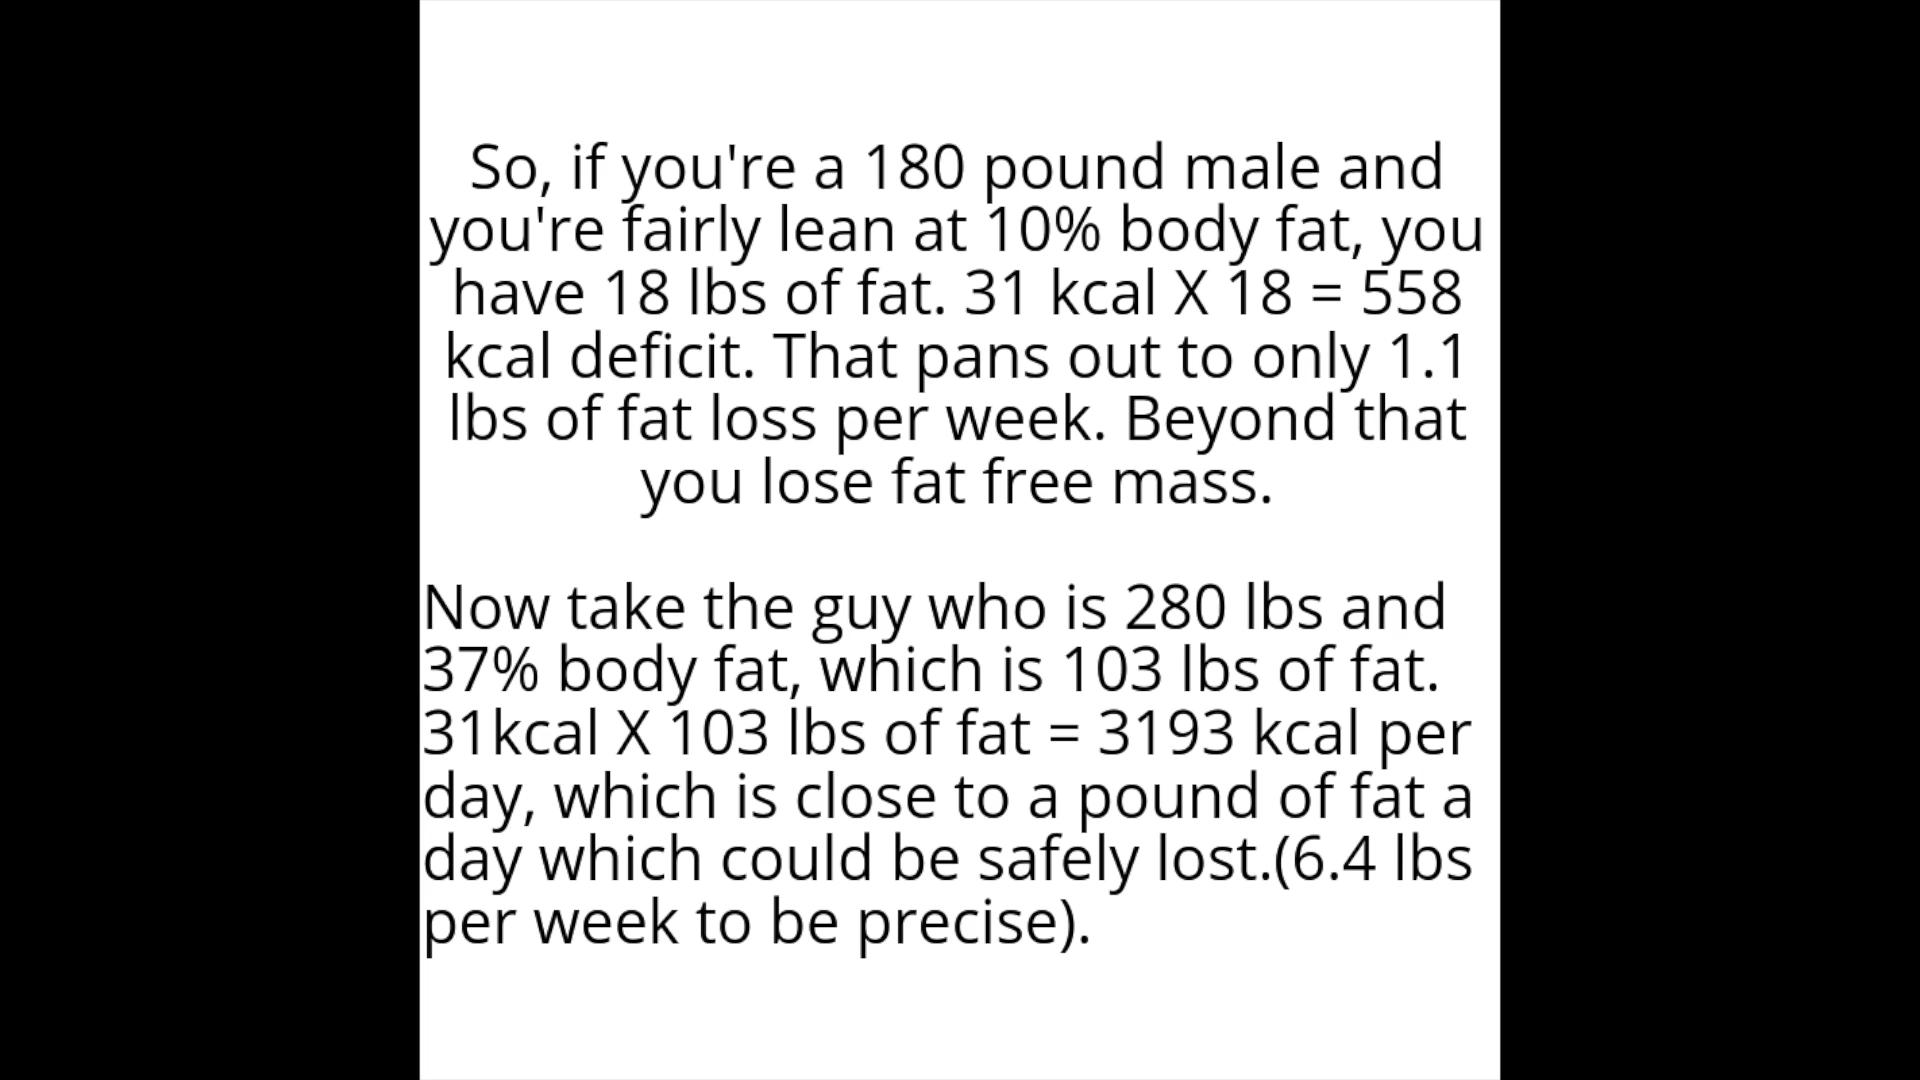 So, if you're a 180 pound male and
you're fairly lean at 10% body fat, you
have 18 lbs of fat. 31 kcal X 18 = 558
kcal deficit. That pans out to only 1.1
lbs of fat loss per week. Beyond that
you lose fat free mass.
Now take the guy who is 280 lbs and
37% body fat, which is 103 lbs of fat.
31kcal X 103 lbs of fat = 3193 kcal per
day, which is close to a pound of fat a
day which could be safely lost.(6.4 lbs
per week to be precise).